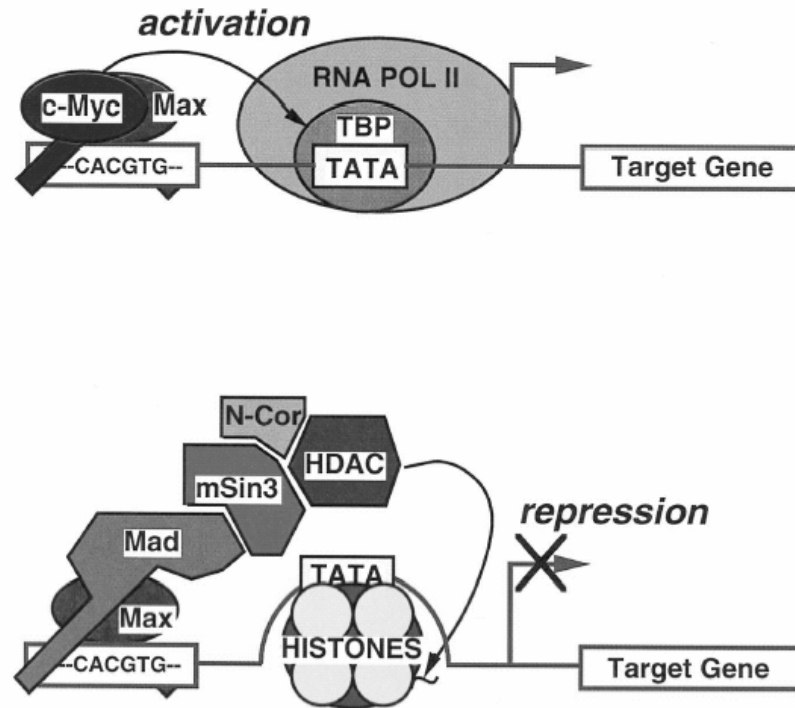 activation
RNA POL II
c-Myc
Max
TBP
--CACGTG--
TATA
Target Gene
N-Cor
HDAC
mSin3
repression
Mad
TATA
Max
HISTONES
--CACGTG--
Target Gene